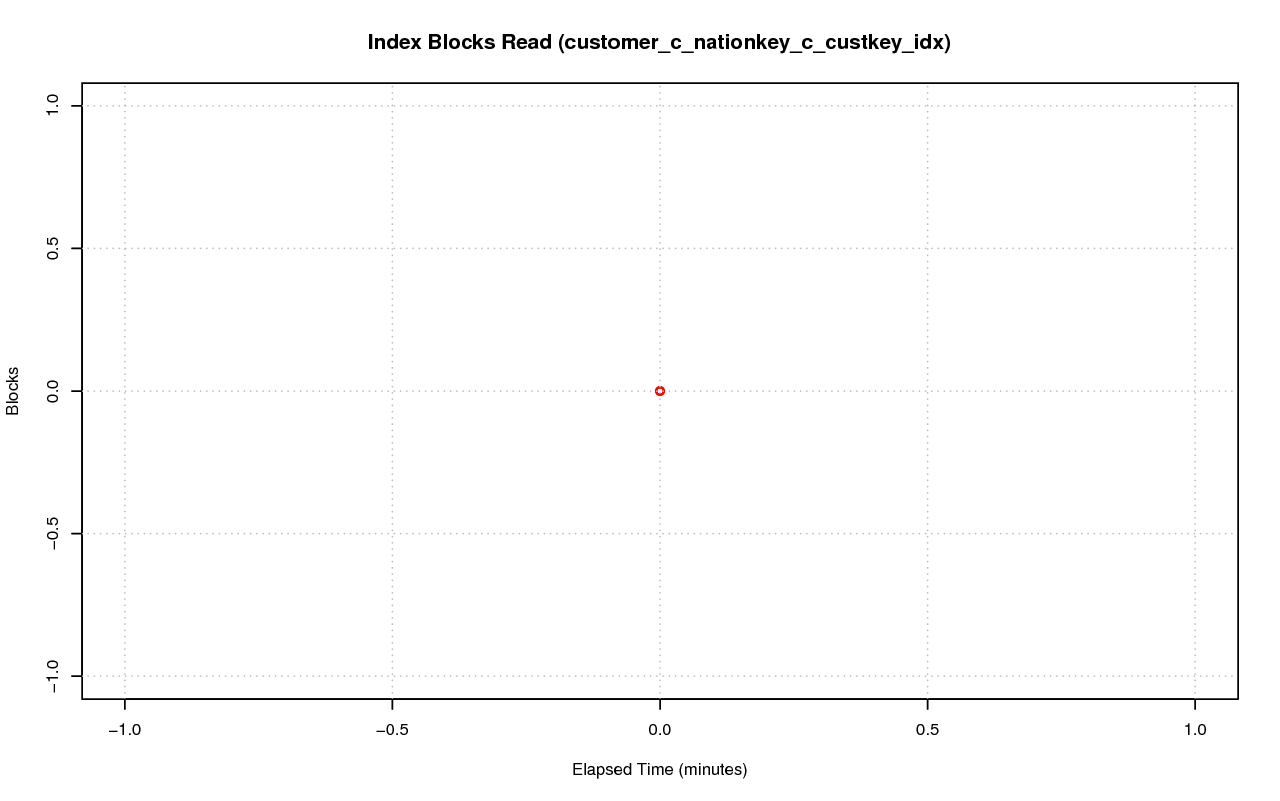 Index Blocks Read (customer_c_nationkey_c_custkey_idx)
1.0
0.5
0.0
−0.5
−1.0
Blocks
−1.0 −0.5 0.0 0.5 1.0
Elapsed Time (minutes)